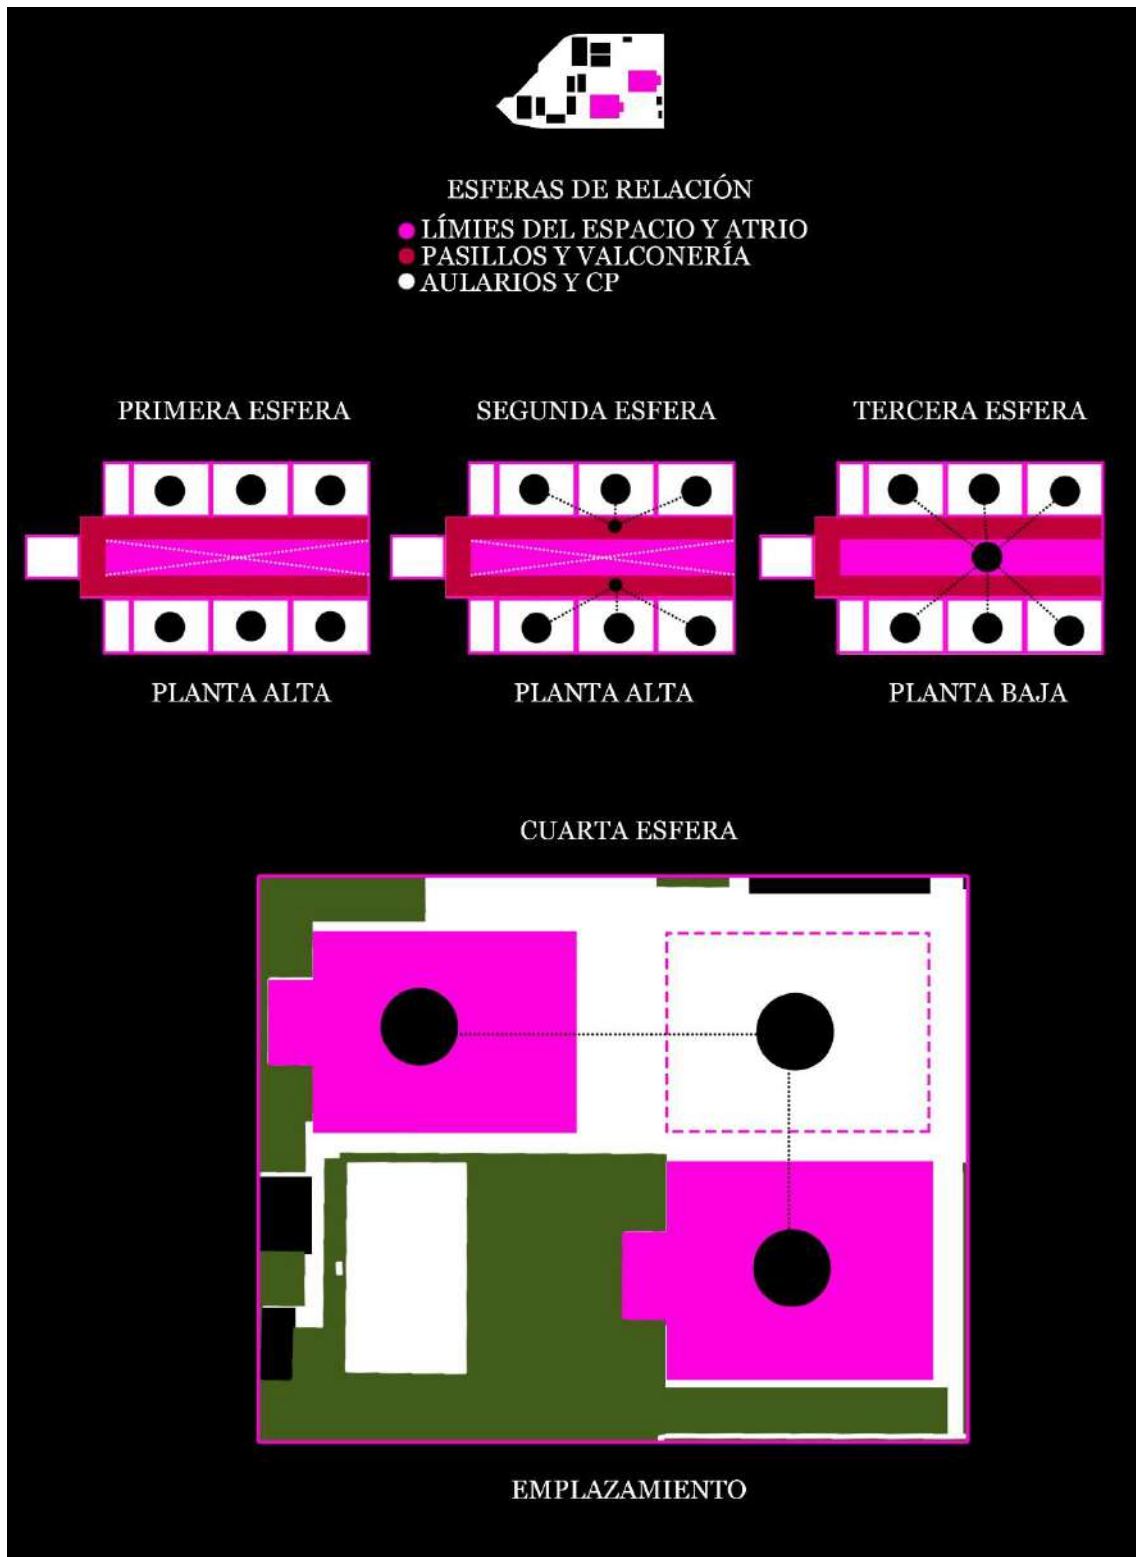 ESFERAS DE RELACIÓN
LÍMIES DEL ESPACIO Y ATRIO
PASILLOS Y VALCONERÍA
AULARIOS Y CP
PRIMERA ESFERA
SEGUNDA ESFERA
TERCERA ESFERA
PLANTA ALTA
PLANTA ALTA
PLANTA BAJA
CUARTA ESFERA
EMPLAZAMIENTO